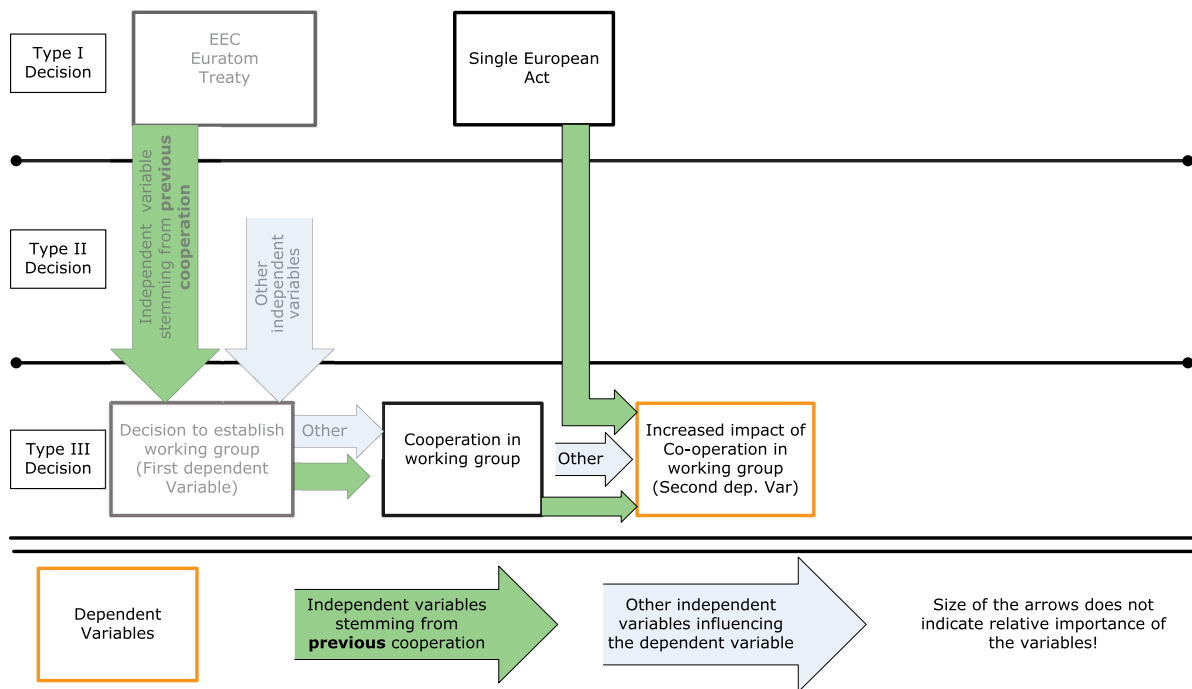 Type I
Decision
EEC
Euratom
Treaty
Single European
Act
Independent variable
stemming from previous
cooperation
Type II
Decision
Other
independent
variables
Type III
Decision
Decision to establish
working group
(First dependent
Variable)
Other
Cooperation in
working group
Other
Increased impact of
Co-operation in
working group
(Second dep. Var)
Dependent
Variables
Independent variables
stemming from
previous cooperation
Other independent
variables influencing
the dependent variable
Size of the arrows does not
indicate relative importance of
the variables!